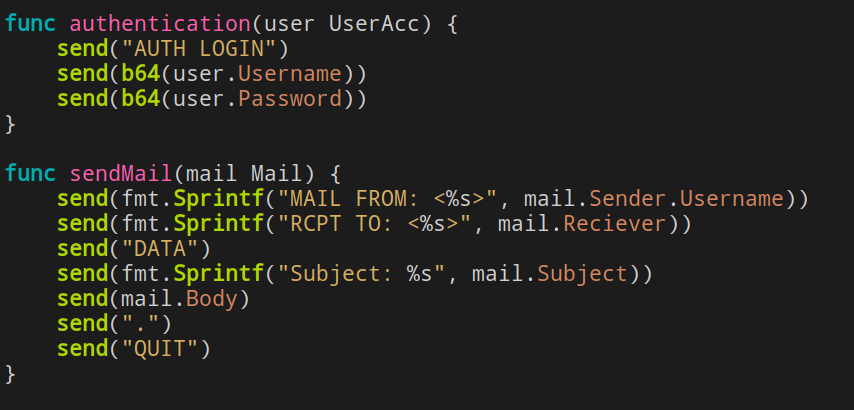 func authentication(user UserAcc) {
    send("AUTH LOGIN")
    send(b64(user.Username))
    send(b64(user.Password))
}

func sendMail(mail Mail) {
    send(fmt.Sprintf("MAIL FROM: <%s>", mail.Sender.Username))
    send(fmt.Sprintf("RCPT TO: <%s>", mail.Reciever))
    send("DATA")
    send(fmt.Sprintf("Subject: %s", mail.Subject))
    send(mail.Body)
    send(".")
    send("QUIT")
}